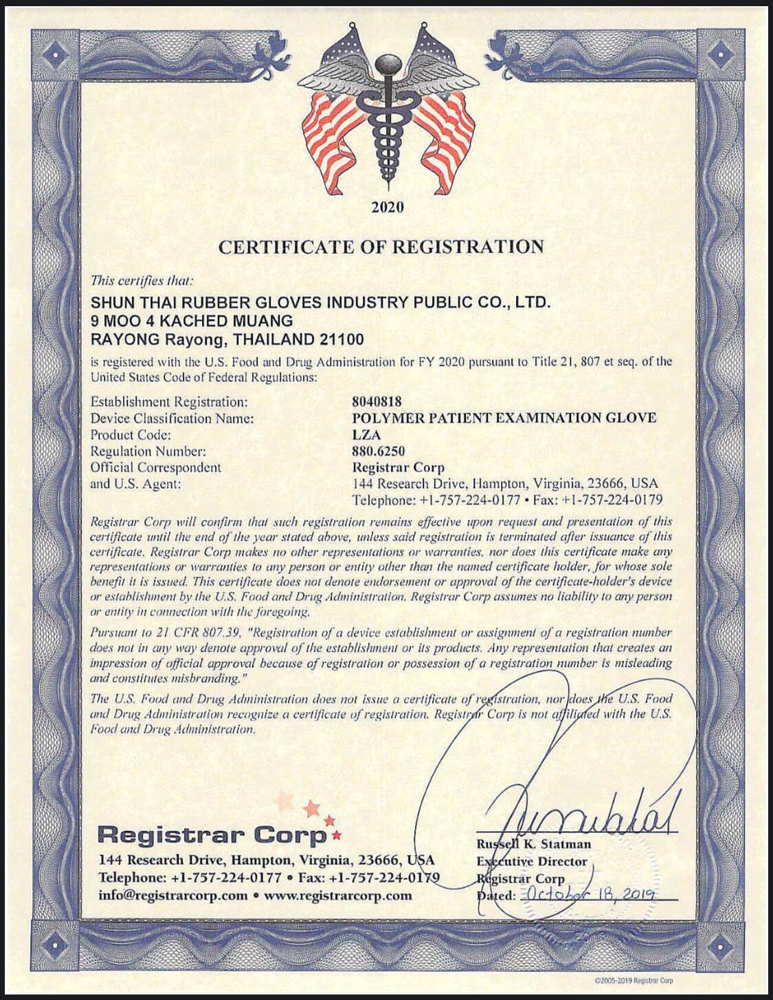 2020
CERTIFICATE OF REGISTRATION
This certifies that:
SHUN THAI RUBBER GLOVES INDUSTRY PUBLIC CO., LTD.
9 MOO 4 KACHED MUANG
RAYONG Rayong, THAILAND 21100
is registered with the U.S. Food and Drug Administration for FY 2020 pursuant to Title 21, 807 et seq. of the
United States Code of Federal Regulations:
Establishment Registration: 8040818
Device Classification Name: POLYMER PATIENT EXAMINATION GLOVE
Product Code: LZA
Regulation Number: 880.6250
Official Correspondent Registrar Corp
and U.S. Agent: 144 Research Drive, Hampton, Virginia, 23666, USA
Telephone: +1-757-224-0177 • Fax: +1-757-224-0179
Registrar Corp will confirm that such registration remains effective upon request and presentation of this
certificate until the end of the year stated above, unless said registration is terminated after issuance of this
certificate. Registrar Corp makes no other representations or warranties, nor does this certificate make any
representations or warranties to any person or entity other than the named certificate holder, for whose sole
benefit it is issued. This certificate does not denote endorsement or approval of the certificate-holder's device
or establishment by the U.S. Food and Drug Administration. Registrar Corp assumes no liability to any person
or entity in connection with the foregoing.
Pursuant to 21 CFR 807.39, "Registration of a device establishment or assignment of a registration number
does not in any way denote approval of the establishment or its products. Any representation that creates an
impression of official approval because of registration or possession of a registration number is misleading
and constitutes misbranding."
The U.S. Food and Drug Administration does not issue a certificate of registration, nor does the U.S. Food
and Drug Administration recognize a certificate of registration. Registrar Corp is not affiliated with the U.S.
Food and Drug Administration.
Registrar Corp
144 Research Drive, Hampton, Virginia, 23666, USA
Telephone: +1-757-224-0177 • Fax: +1-757-224-0179
info@registrarcorp.com • www.registrarcorp.com
Russell K. Statman
Executive Director
Registrar Corp
Dated: October 18, 2019
©2005-2019 Registrar Corp